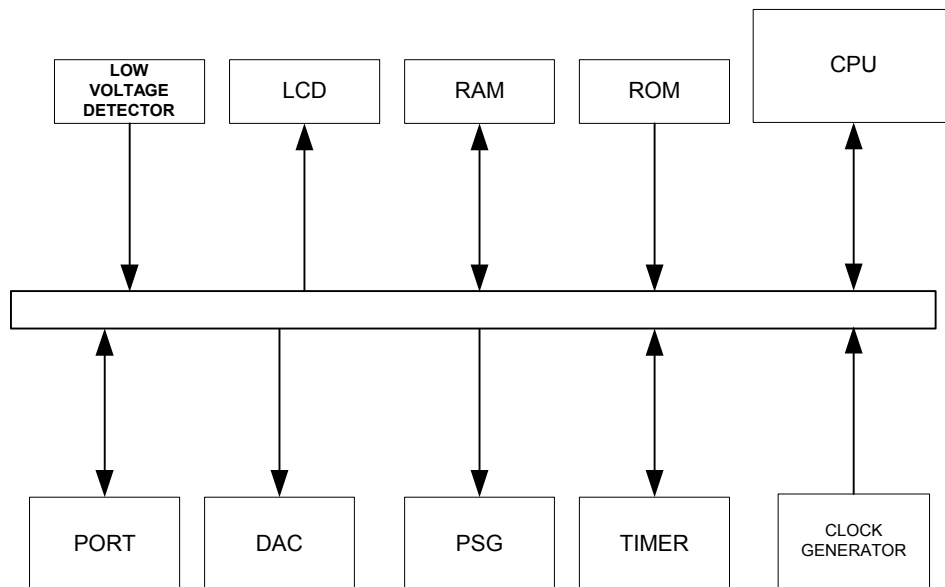 LOW
VOLTAGE
DETECTOR
LCD
RAM
ROM
CPU
PORT
DAC
PSG
TIMER
CLOCK
GENERATOR